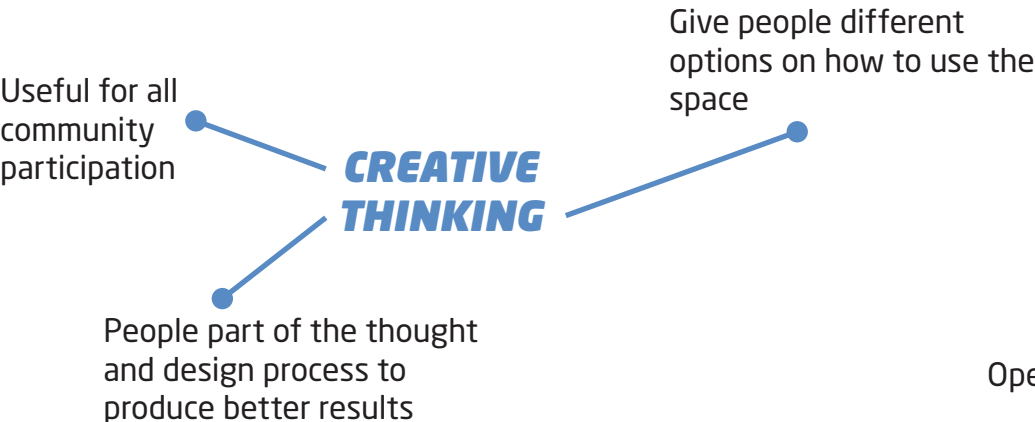 Give people different
options on how to use the
space
Useful for all
community
participation
CREATIVE
THINKING
People part of the thought
and design process to
produce better results